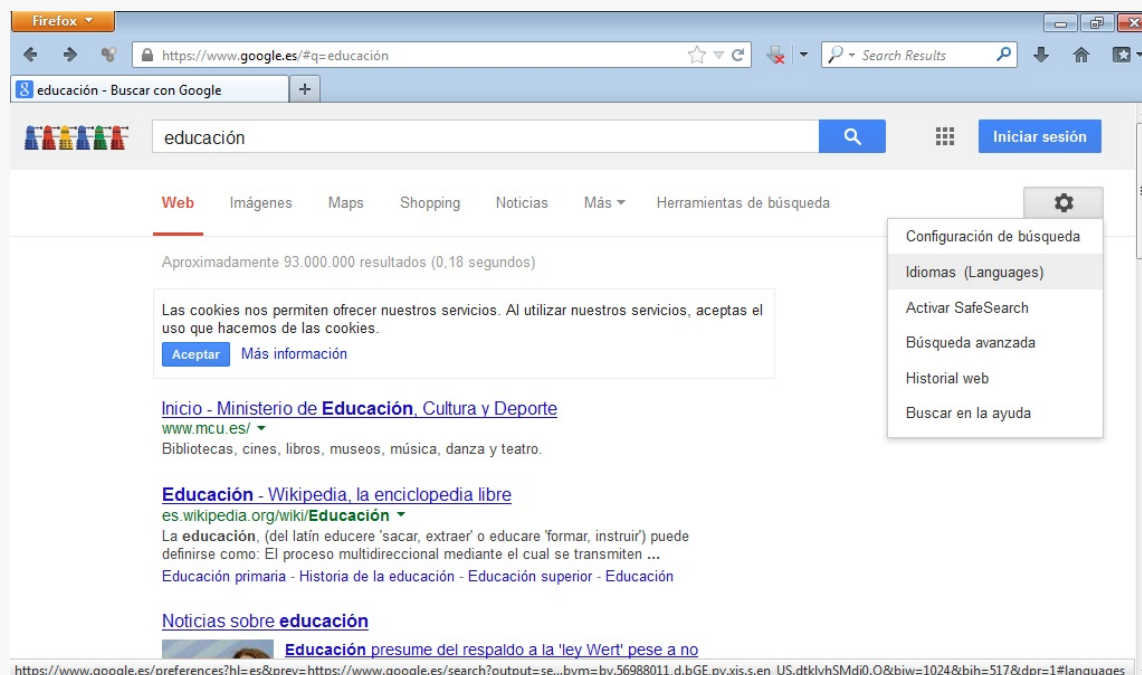 Firefox
https://www.google.es/#q=educación
Search Results
8 educación - Buscar con Google
+
educación
Iniciar sesión
Web Imágenes Maps Shopping Noticias Más Herramientas de búsqueda
Configuración de búsqueda
Idiomas (Languages)
Activar SafeSearch
Búsqueda avanzada
Historial web
Buscar en la ayuda
Aproximadamente 93.000.000 resultados (0,18 segundos)
Las cookies nos permiten ofrecer nuestros servicios. Al utilizar nuestros servicios, aceptas el
uso que hacemos de las cookies.
Aceptar Más información
Inicio - Ministerio de Educación, Cultura y Deporte
www.mcu.es/
Bibliotecas, cines, libros, museos, música, danza y teatro.
Educación - Wikipedia, la enciclopedia libre
es.wikipedia.org/wiki/Educación
La educación, (del latín educere 'sacar, extraer' o educare 'formar, instruir') puede
definirse como: El proceso multidireccional mediante el cual se transmiten ...
Educación primaria - Historia de la educación - Educación superior - Educación
Noticias sobre educación
Educación presume del respaldo a la 'ley Wert' pese a no
https://www.google.es/preferences?hl=es&prev=https://www.google.es/search?output=se...bvm=bv.56988011,d.bGE,pv.xjs.s.en_US.dtklvhSMdj0.O&biw=1024&bih=517&dpr=1#languages